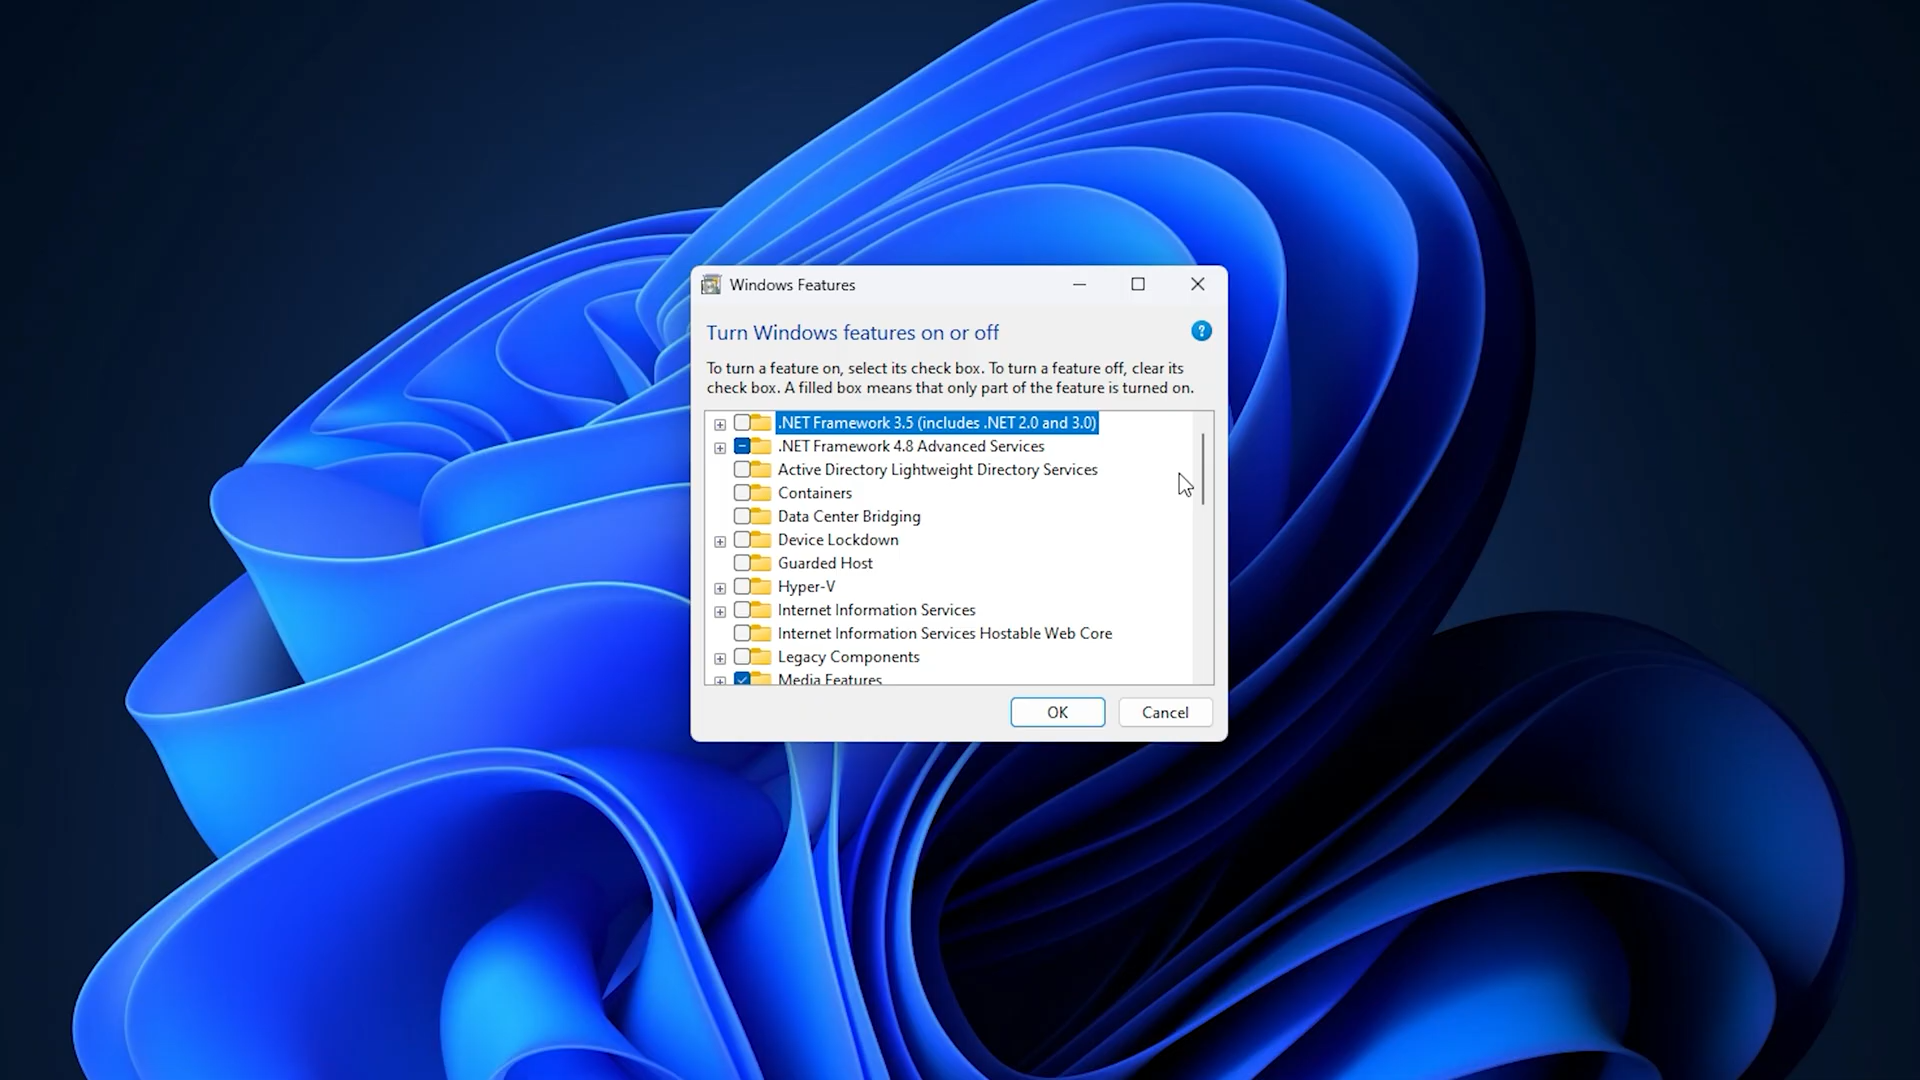 Windows Features
Turn Windows features on or off
?
To turn a feature on, select its check box. To turn a feature off, clear its
check box. A filled box means that only part of the feature is turned on.
.NET Framework 3.5 (includes .NET 2.0 and 3.0)
.NET Framework 4.8 Advanced Services
Active Directory Lightweight Directory Services
Containers
Data Center Bridging
Device Lockdown
Guarded Host
Hyper-V
Internet Information Services
Internet Information Services Hostable Web Core
Legacy Components
Media Features
OK
Cancel